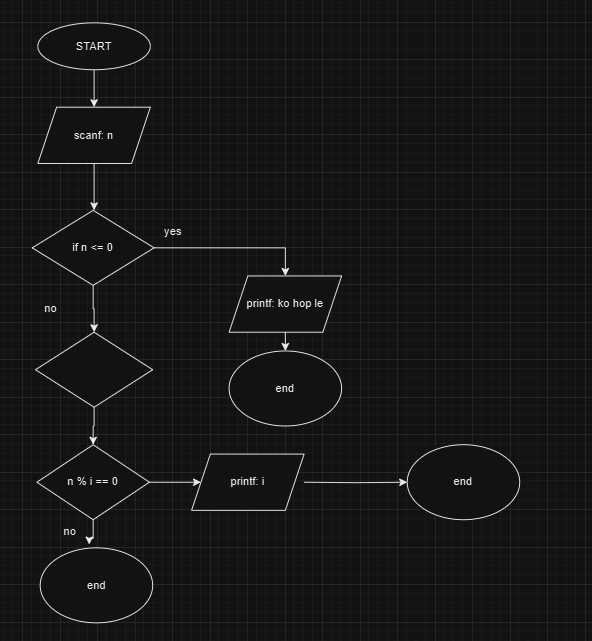 START
scanf: n
if n <= 0
yes
printf: ko hop le
no
end
n % i == 0
printf: i
end
no
end